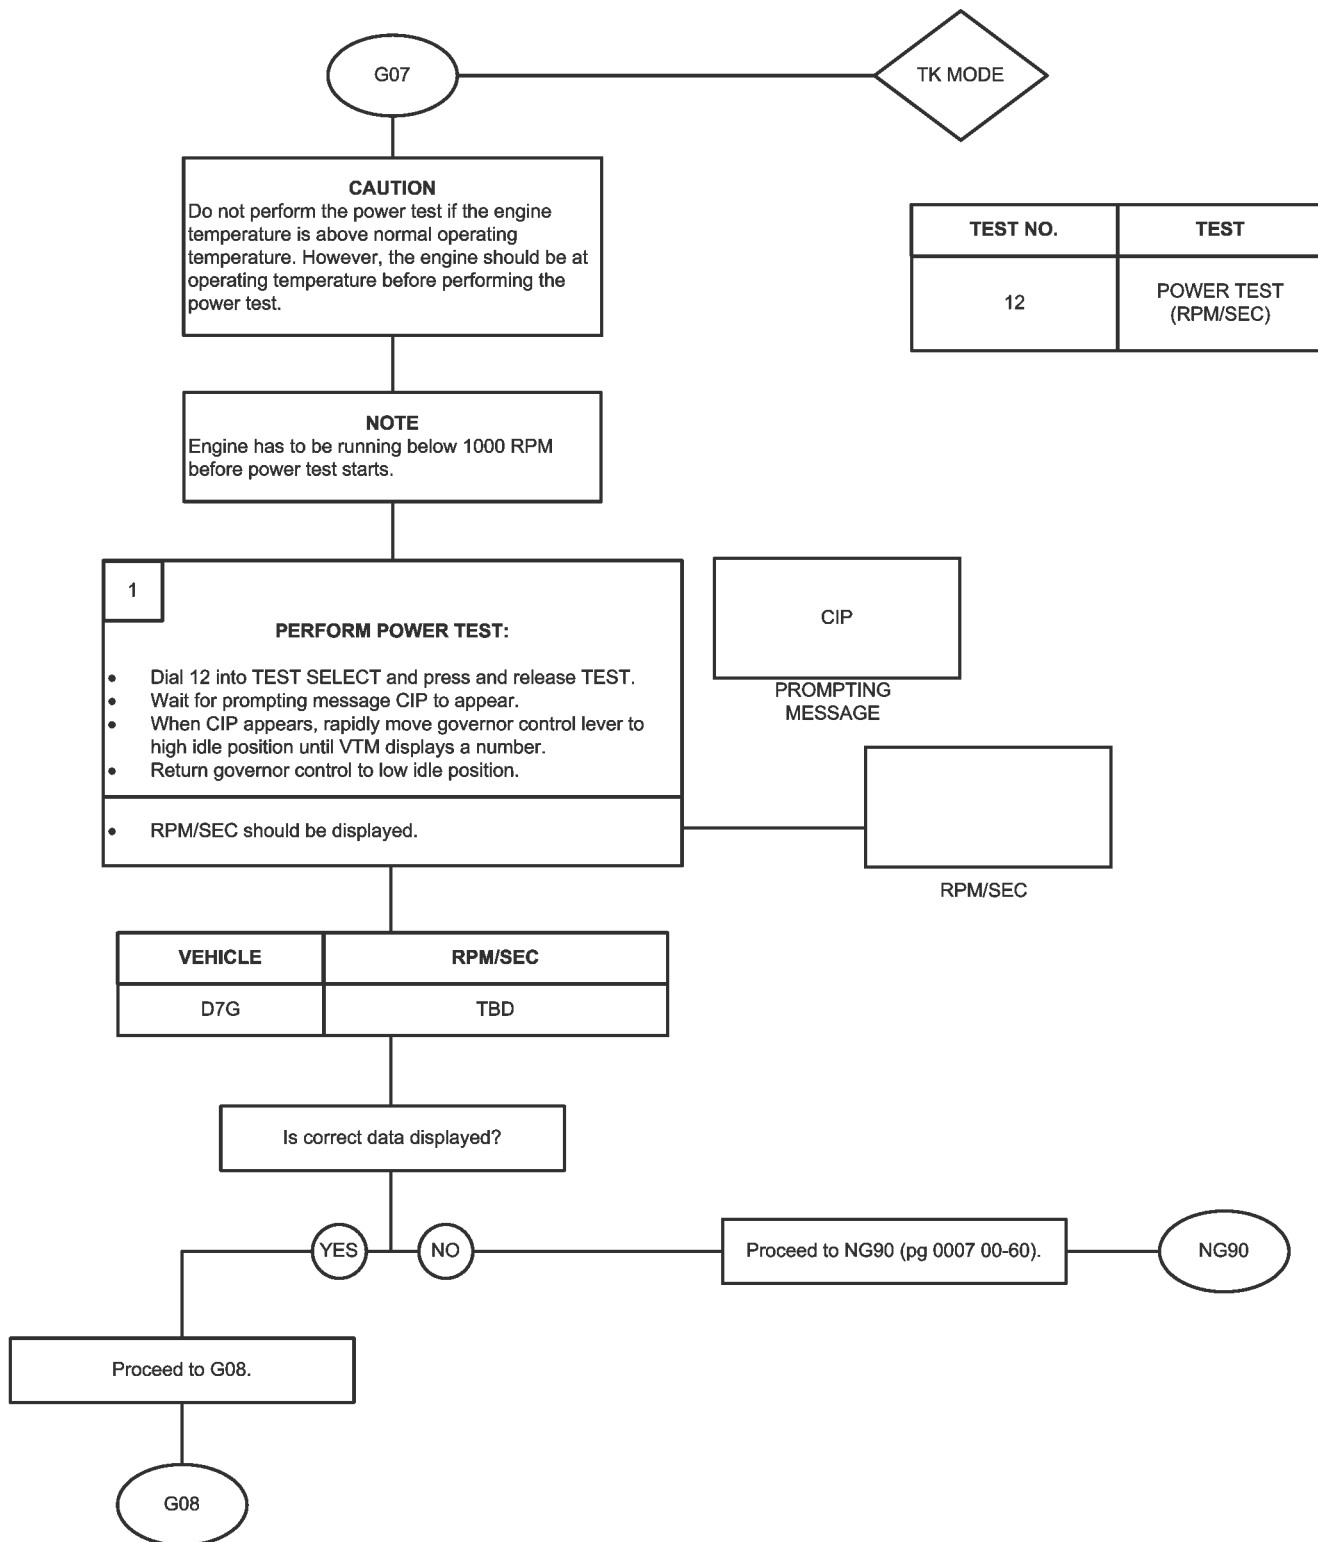 G07
TK MODE
CAUTION
Do not perform the power test if the engine
temperature is above normal operating
temperature. However, the engine should be at
operating temperature before performing the
power test.
TEST NO.
TEST
12
POWER TEST
(RPM/SEC)
NOTE
Engine has to be running below 1000 RPM
before power test starts.
1
PERFORM POWER TEST:
• Dial 12 into TEST SELECT and press and release TEST.
• Wait for prompting message CIP to appear.
• When CIP appears, rapidly move governor control lever to
high idle position until VTM displays a number.
• Return governor control to low idle position.
• RPM/SEC should be displayed.
CIP
PROMPTING
MESSAGE
RPM/SEC
VEHICLE
RPM/SEC
D7G
TBD
Is correct data displayed?
YES
NO
Proceed to NG90 (pg 0007 00-60).
NG90
Proceed to G08.
G08